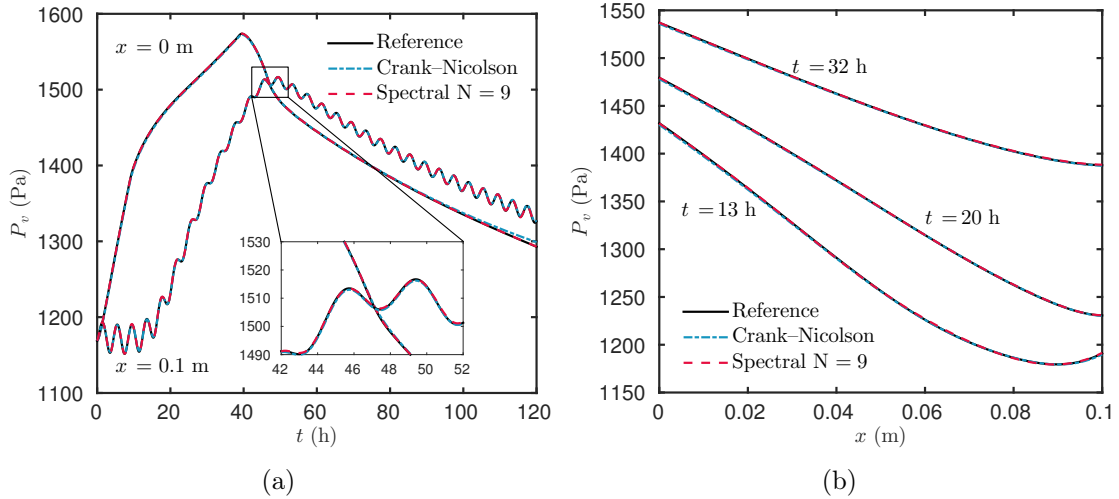 1600
1500
1400
1300
1200
1100
P_v (Pa)
x = 0 m
Reference
Crank–Nicolson
Spectral N = 9
x = 0.1 m
1530
1520
1510
1500
1490
42 44 46 48 50 52
0 20 40 60 80 100 120
t (h)
(a)
1550
1500
1450
1400
1350
1300
1250
1200
1150
P_v (Pa)
t = 32 h
t = 20 h
t = 13 h
Reference
Crank–Nicolson
Spectral N = 9
0 0.02 0.04 0.06 0.08 0.1
x (m)
(b)